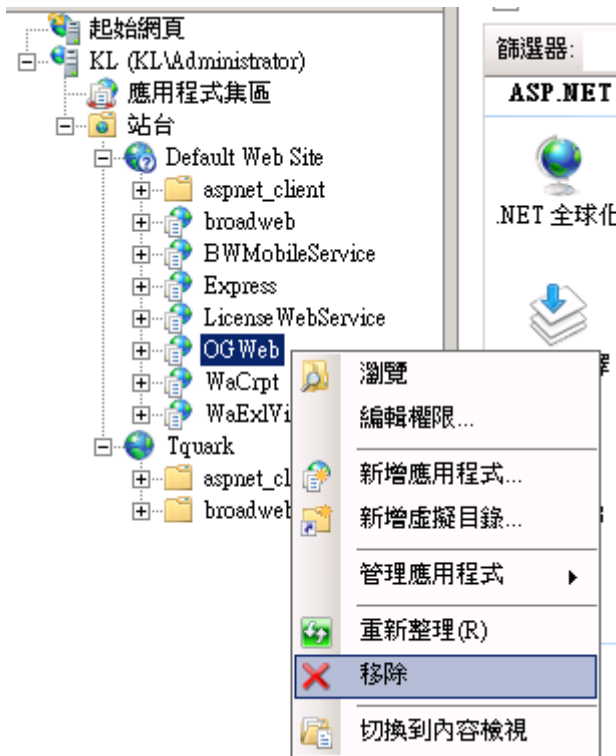 起始網頁
KL (KL\Administrator)
應用程式集區
站台
Default Web Site
aspnet_client
broadweb
BWMobileService
Express
LicenseWebService
OGWeb
WaCrpt
WaExlVi
Tquark
aspnet_cl
broadweb
篩選器:
ASP.NET
.NET 全球化
瀏覽
編輯權限...
新增應用程式...
新增虛擬目錄...
管理應用程式
重新整理(R)
移除
切換到內容檢視